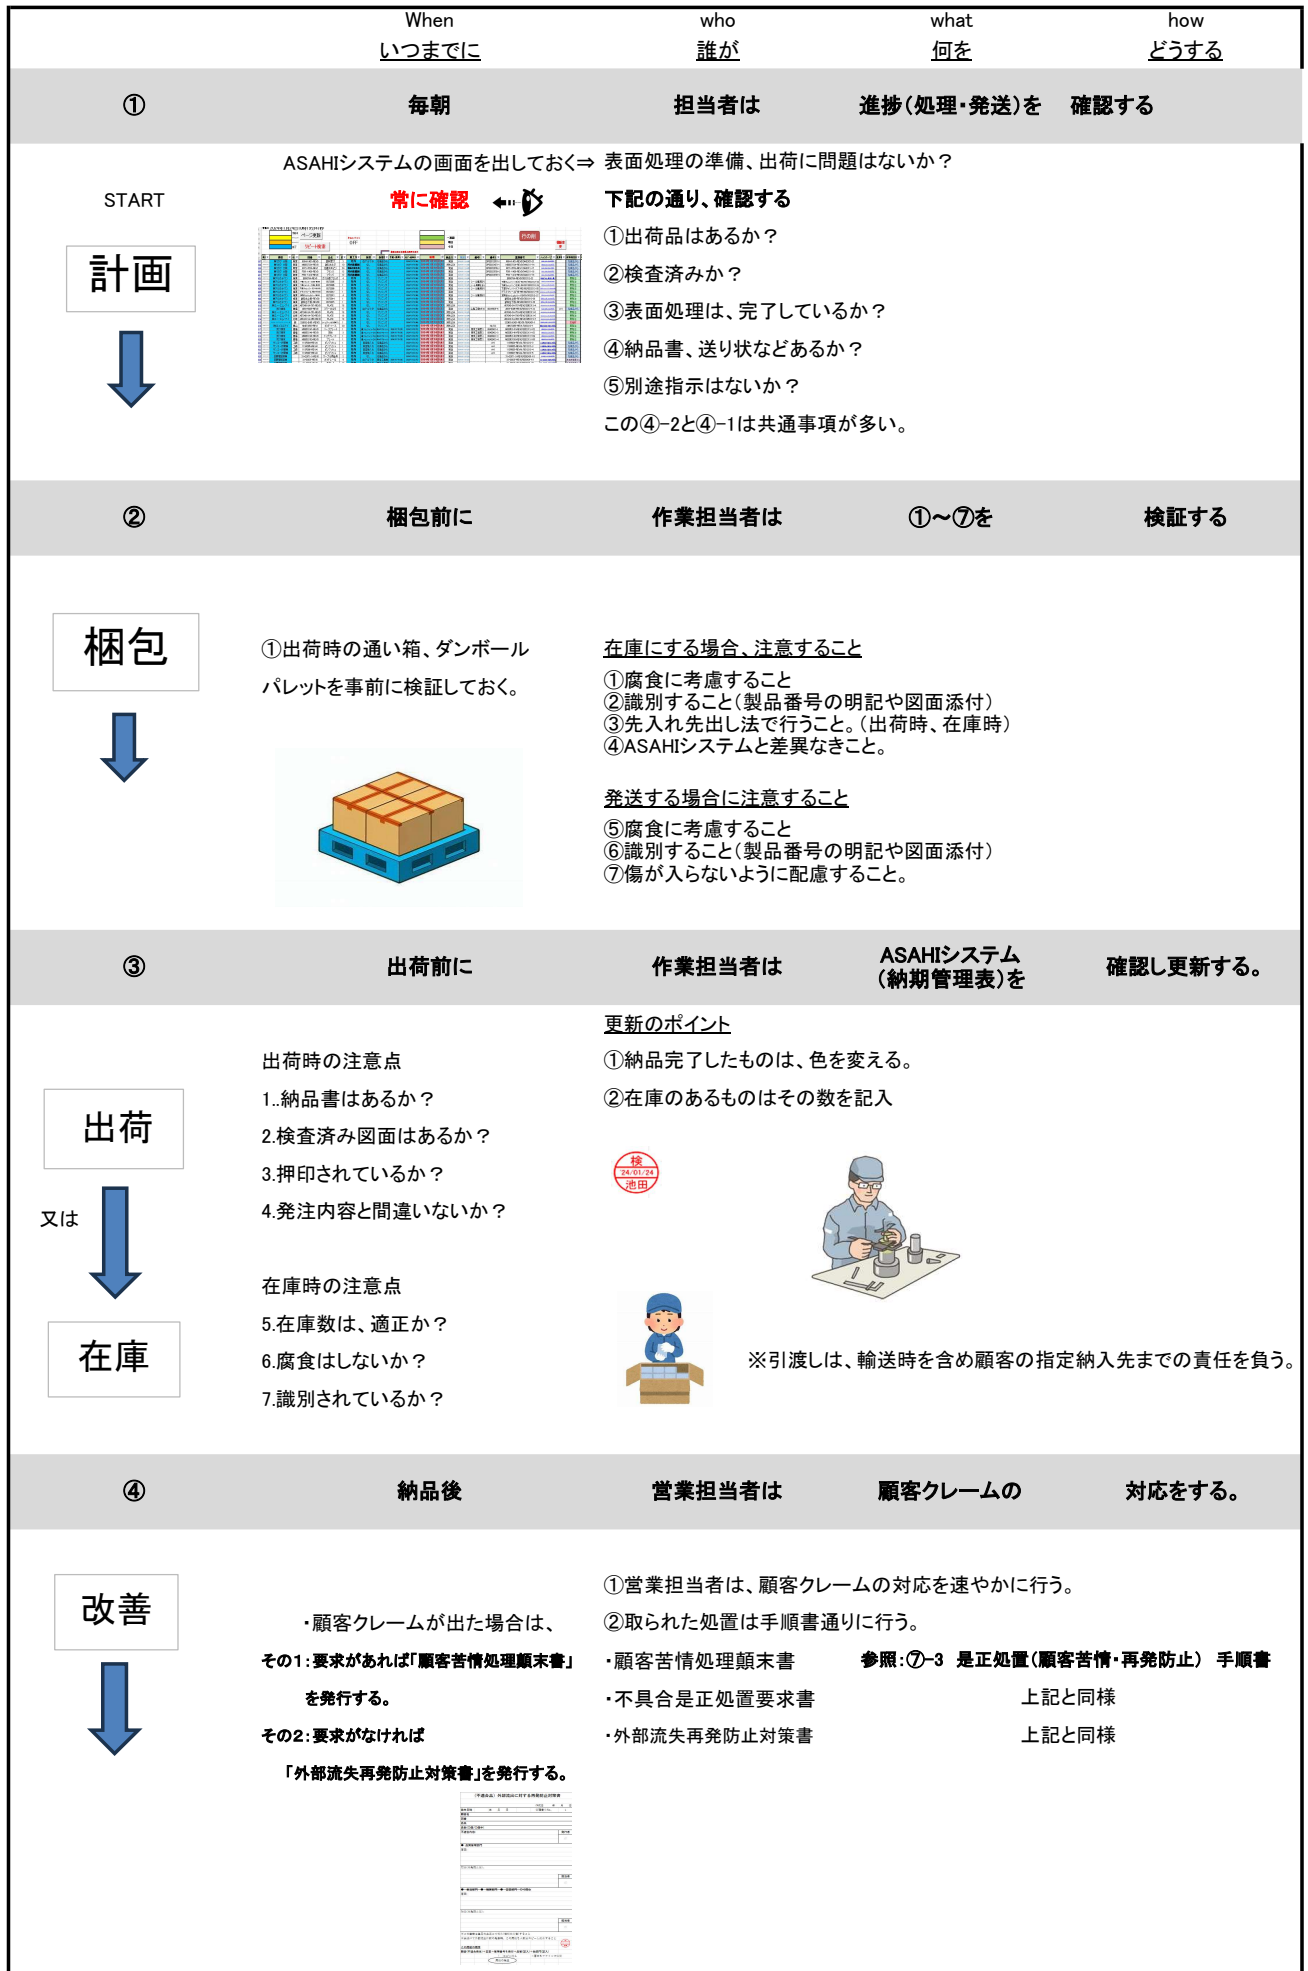 When who what how
いつまでに 誰が 何を どうする
① 毎朝 担当者は 進捗(処理・発送)を 確認する
ASAHIシステムの画面を出しておく⇒ 表面処理の準備、出荷に問題はないか?
START 常に確認 下記の通り、確認する
計画
①出荷品はあるか?
②検査済みか?
③表面処理は、完了しているか?
④納品書、送り状などあるか?
⑤別途指示はないか?
この④-2と④-1は共通事項が多い。
② 梱包前に 作業担当者は ①~⑦を 検証する
梱包
①出荷時の通い箱、ダンボール
パレットを事前に検証しておく。
在庫にする場合、注意すること
①腐食に考慮すること
②識別すること(製品番号の明記や図面添付)
③先入れ先出し法で行うこと。(出荷時、在庫時)
④ASAHIシステムと差異なきこと。
発送する場合に注意すること
⑤腐食に考慮すること
⑥識別すること(製品番号の明記や図面添付)
⑦傷が入らないように配慮すること。
③ 出荷前に 作業担当者は ASAHIシステム
(納期管理表)を 確認し更新する。
更新のポイント
出荷時の注意点 ①納品完了したものは、色を変える。
1..納品書はあるか? ②在庫のあるものはその数を記入
出荷
2.検査済み図面はあるか?
3.押印されているか?
4.発注内容と間違いないか?
検
'24/01/24
池田
又は
在庫時の注意点
5.在庫数は、適正か?
在庫
6.腐食はしないか? ※引渡しは、輸送時を含め顧客の指定納入先までの責任を負う。
7.識別されているか?
④ 納品後 営業担当者は 顧客クレームの 対応をする。
改善
①営業担当者は、顧客クレームの対応を速やかに行う。
・顧客クレームが出た場合は、 ②取られた処置は手順書通りに行う。
その1:要求があれば「顧客苦情処理顛末書」 ・顧客苦情処理顛末書 参照:⑦-3 是正処置(顧客苦情・再発防止) 手順書
を発行する。 ・不具合是正処置要求書 上記と同様
その2:要求がなければ ・外部流失再発防止対策書 上記と同様
「外部流失再発防止対策書」を発行する。